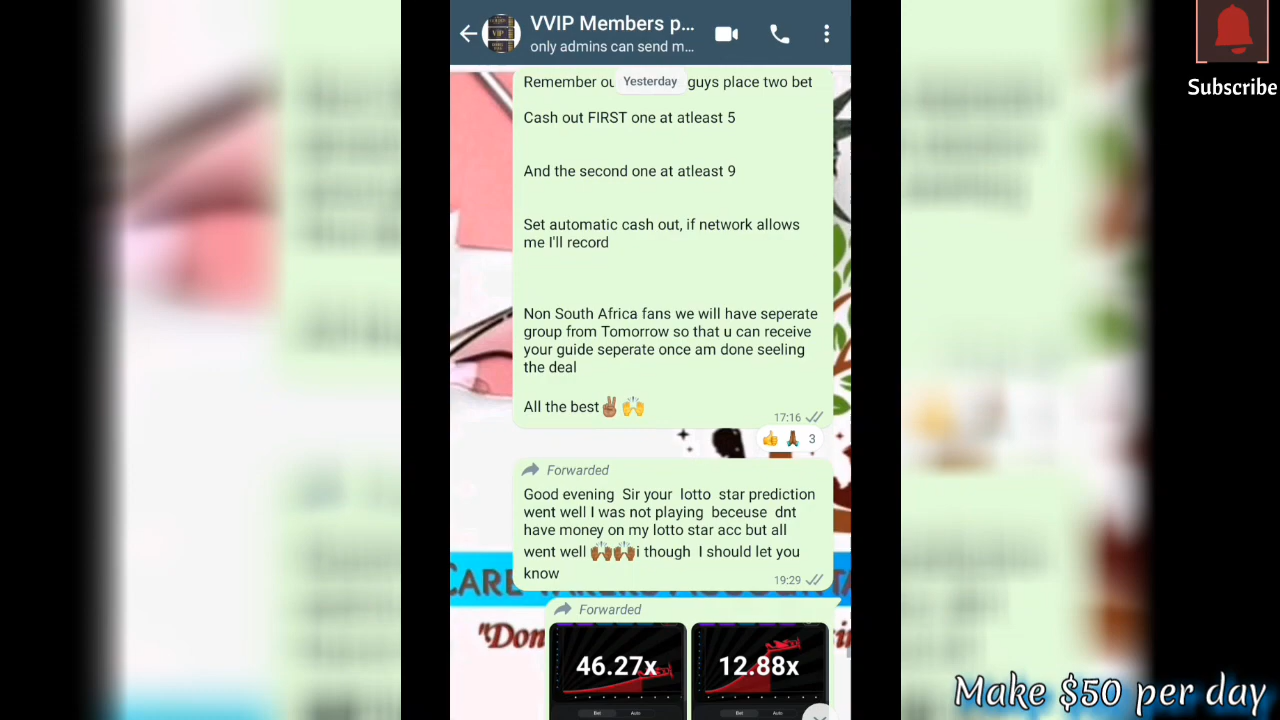 VVIP Members p...
only admins can send m...
Subscribe
Yesterday
Remember ou guys place two bet
Cash out FIRST one at atleast 5
And the second one at atleast 9
Set automatic cash out, if network allows
me I'll record
Non South Africa fans we will have seperate
group from Tomorrow so that u can receive
your guide seperate once am done seeling
the deal
All the best✌🏾🙌
17:16
👍🙏🏾 3
Forwarded
Good evening Sir your lotto star prediction
went well I was not playing beceuse dnt
have money on my lotto star acc but all
went well 🙌🏾🙌🏾i though I should let you
know
19:29
Forwarded
"Don
46.27x 12.88x
Bet Auto Bet Auto
Make $50 per day